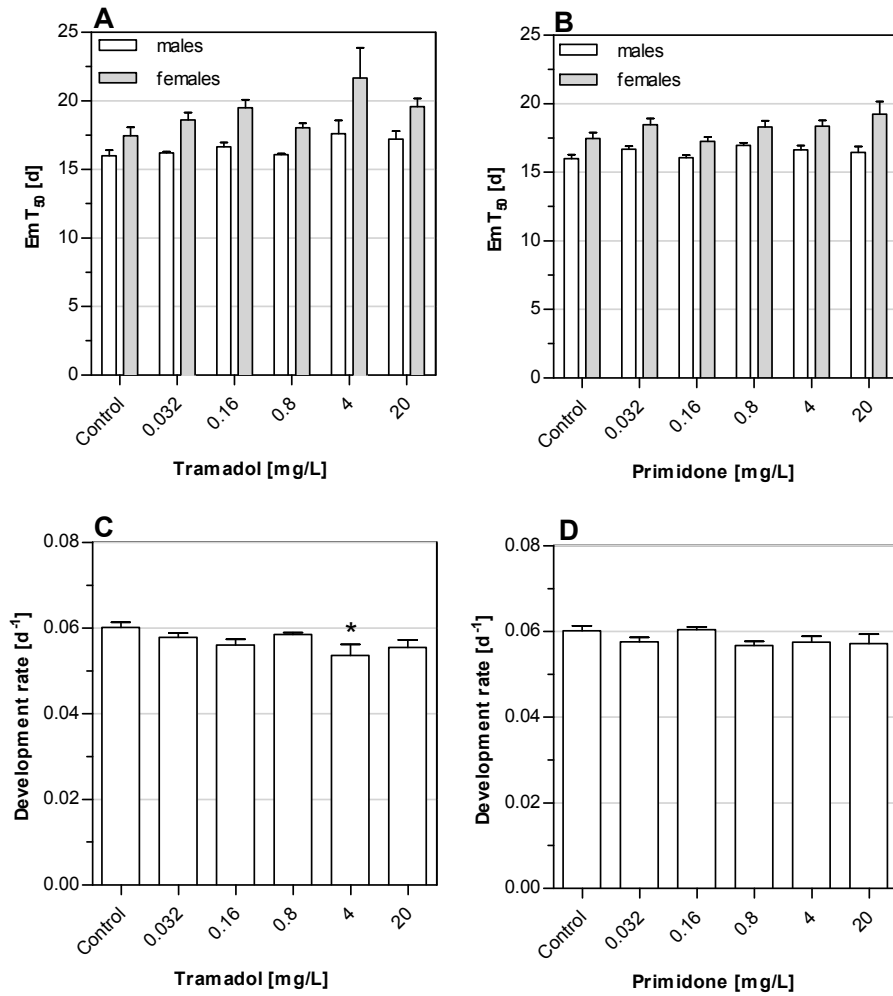 A
25
20
15
10
5
0
EmT50 [d]
males
females
Control
0.032
0.16
0.8
4
20
Tramadol [mg/L]
B
25
20
15
10
5
0
EmT50 [d]
males
females
Control
0.032
0.16
0.8
4
20
Primidone [mg/L]
C
0.08
0.06
0.04
0.02
0.00
Development rate [d-1]
*
Control
0.032
0.16
0.8
4
20
Tramadol [mg/L]
D
0.08
0.06
0.04
0.02
0.00
Development rate [d-1]
Control
0.032
0.16
0.8
4
20
Primidone [mg/L]